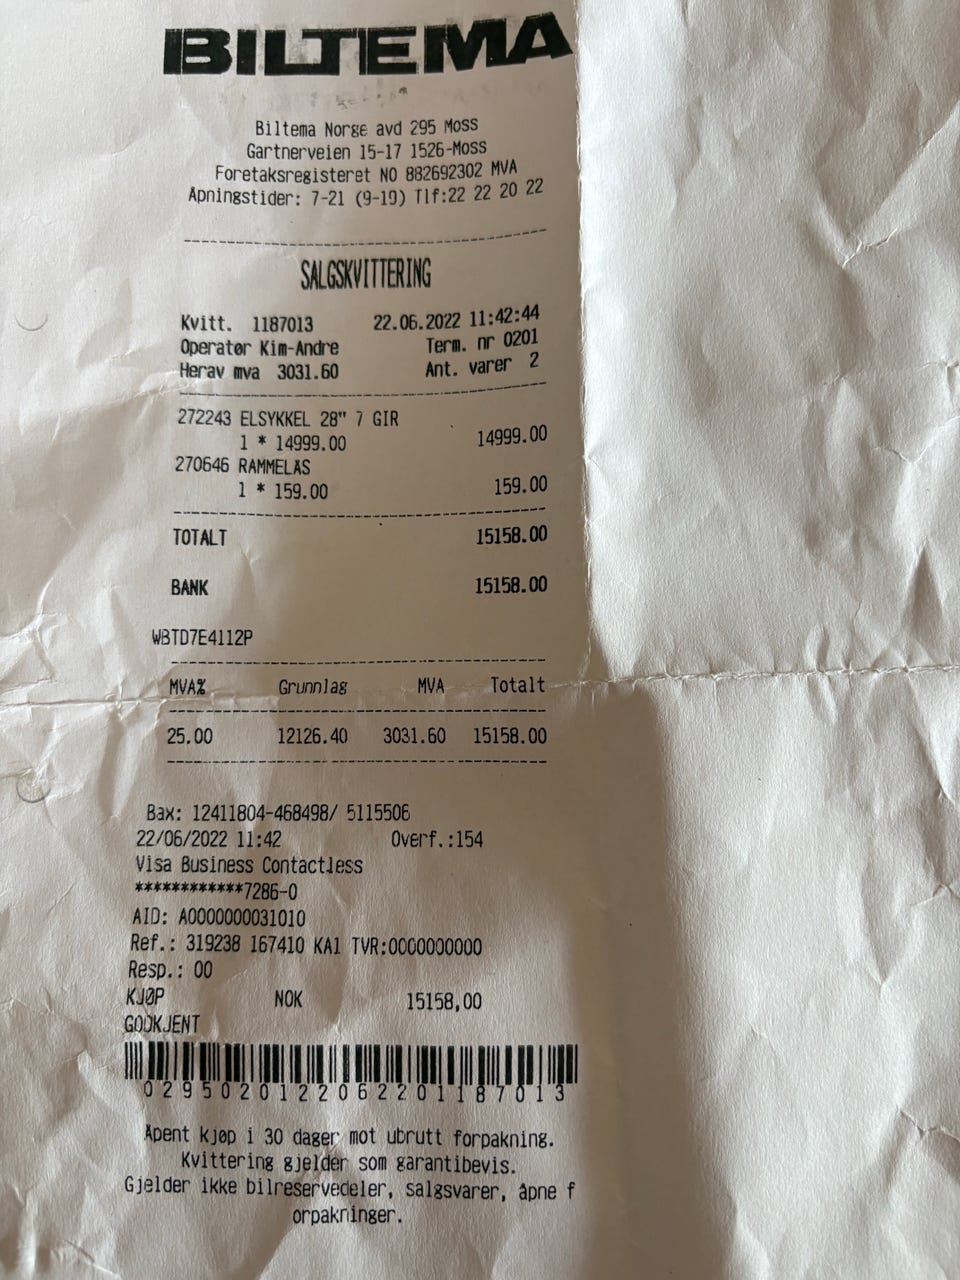 BILTEMA
Biltema Norge avd 295 Moss
Gartnerveien 15-17 1526-Moss
Foretaksregisteret NO 882692302 MVA
Åpningstider: 7-21 (9-19) Tlf:22 22 20 22
SALGSKVITTERING
Kvitt. 1187013 22.06.2022 11:42:44
Operatør Kim-Andre Term. nr 0201
Herav mva 3031.60 Ant. varer 2
272243 ELSYKKEL 28" 7 GIR
1 * 14999.00 14999.00
270646 RAMMELÅS
1 * 159.00 159.00
TOTALT 15158.00
BANK 15158.00
WBTD7E4112P
MVA% Grunnlag MVA Totalt
25.00 12126.40 3031.60 15158.00
Bax: 12411804-468498/ 5115506
22/06/2022 11:42 Overf.:154
Visa Business Contactless
************7286-0
AID: A0000000031010
Ref.: 319238 167410 KA1 TVR:0000000000
Resp.: 00
KJØP NOK 15158,00
GODKJENT
0295020122062201187013
Åpent kjøp i 30 dager mot ubrutt forpakning.
Kvittering gjelder som garantibevis.
Gjelder ikke bilreservedeler, salgsvarer, åpne f
orpakninger.